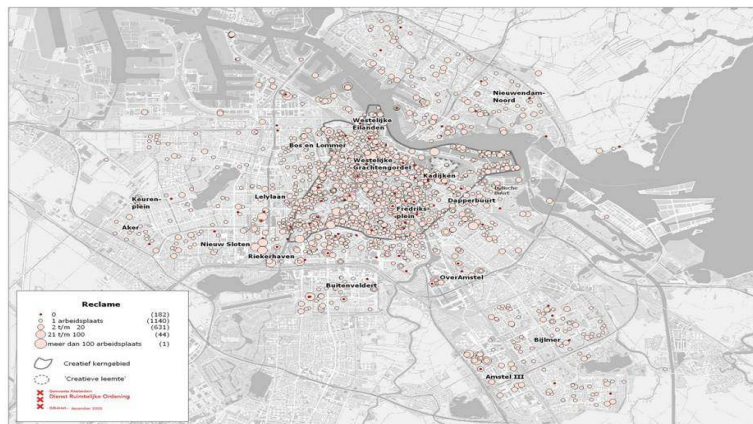 Nieuwendam-
Noord
Westelijke
Eilanden
Bos en Lommer
Westelijke
Grachtengordel
Kadijken
Keuren-
plein
Lelylaan
Dapperbuurt
Fredriks-
plein
Aker
Nieuw Sloten
Riekerhaven
Buitenveldert
OverAmstel
Bijlmer
Amstel III
Reclame
0 (182)
1 arbeidsplaats (1140)
2 t/m 20 (631)
21 t/m 100 (44)
meer dan 100 arbeidsplaats (1)
Creatief kerngebied
'Creatieve leemte'
Gemeente Amsterdam
Dienst Ruimtelijke Ordening